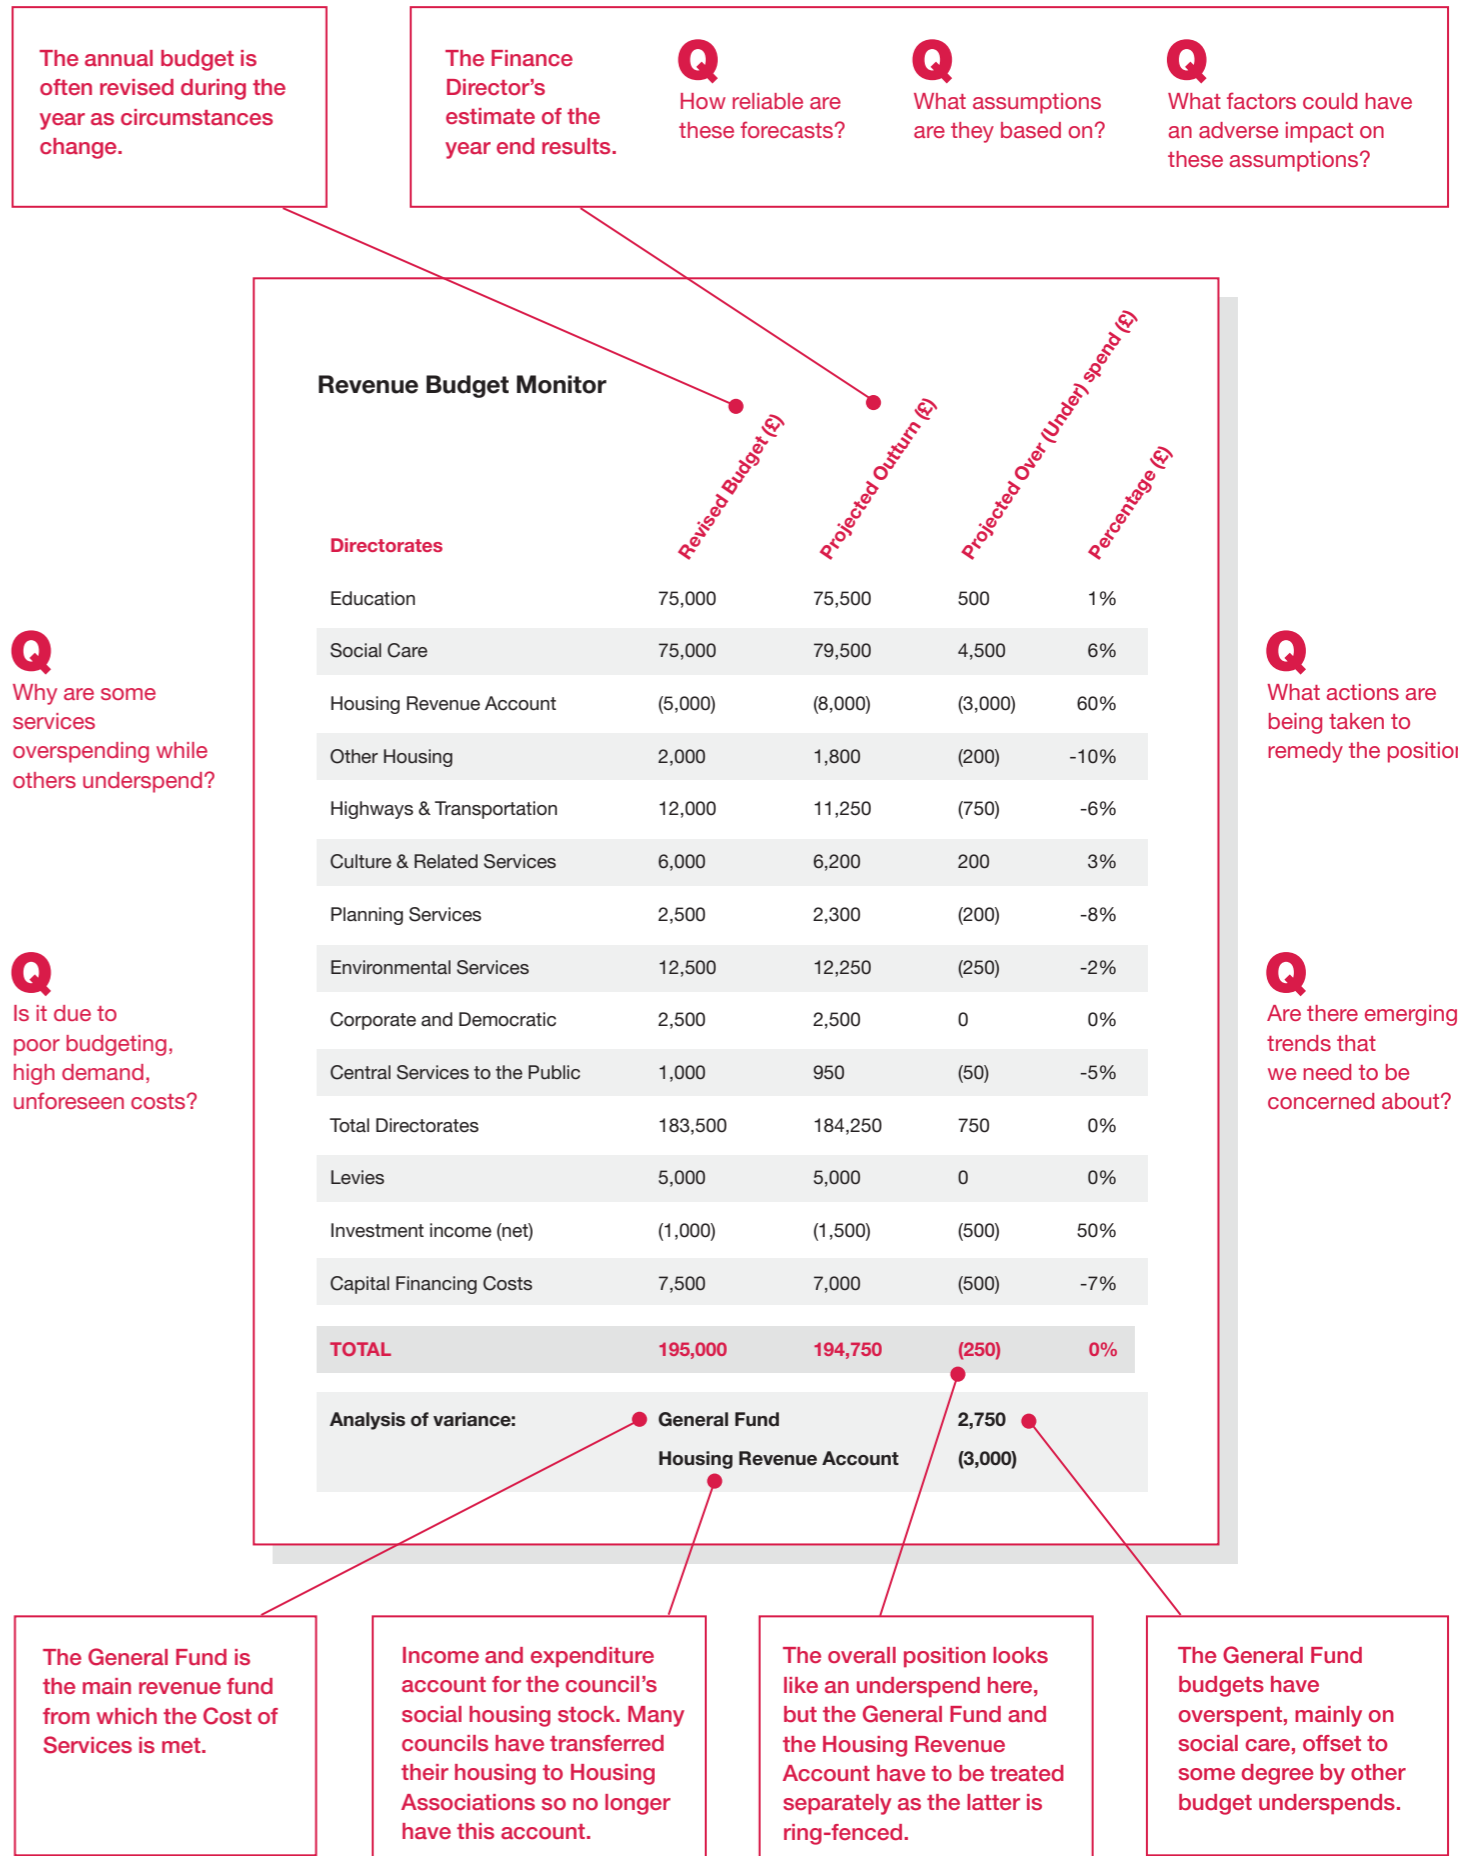 The annual budget is
often revised during the
year as circumstances
change.
The Finance
Director’s
estimate of the
year end results.
Q
How reliable are
these forecasts?
Q
What assumptions
are they based on?
Q
What factors could have
an adverse impact on
these assumptions?
Revenue Budget Monitor
Directorates Revised Budget (£) Projected Outturn (£) Projected Over (Under) spend (£) Percentage (£)
Education 75,000 75,500 500 1%
Social Care 75,000 79,500 4,500 6%
Housing Revenue Account (5,000) (8,000) (3,000) 60%
Other Housing 2,000 1,800 (200) -10%
Highways & Transportation 12,000 11,250 (750) -6%
Culture & Related Services 6,000 6,200 200 3%
Planning Services 2,500 2,300 (200) -8%
Environmental Services 12,500 12,250 (250) -2%
Corporate and Democratic 2,500 2,500 0 0%
Central Services to the Public 1,000 950 (50) -5%
Total Directorates 183,500 184,250 750 0%
Levies 5,000 5,000 0 0%
Investment income (net) (1,000) (1,500) (500) 50%
Capital Financing Costs 7,500 7,000 (500) -7%
TOTAL 195,000 194,750 (250) 0%
Analysis of variance: General Fund 2,750
Housing Revenue Account (3,000)
Q
Why are some
services
overspending while
others underspend?
Q
Is it due to
poor budgeting,
high demand,
unforeseen costs?
Q
What actions are
being taken to
remedy the position
Q
Are there emerging
trends that
we need to be
concerned about?
The General Fund is
the main revenue fund
from which the Cost of
Services is met.
Income and expenditure
account for the council’s
social housing stock. Many
councils have transferred
their housing to Housing
Associations so no longer
have this account.
The overall position looks
like an underspend here,
but the General Fund and
the Housing Revenue
Account have to be treated
separately as the latter is
ring-fenced.
The General Fund
budgets have
overspent, mainly on
social care, offset to
some degree by other
budget underspends.